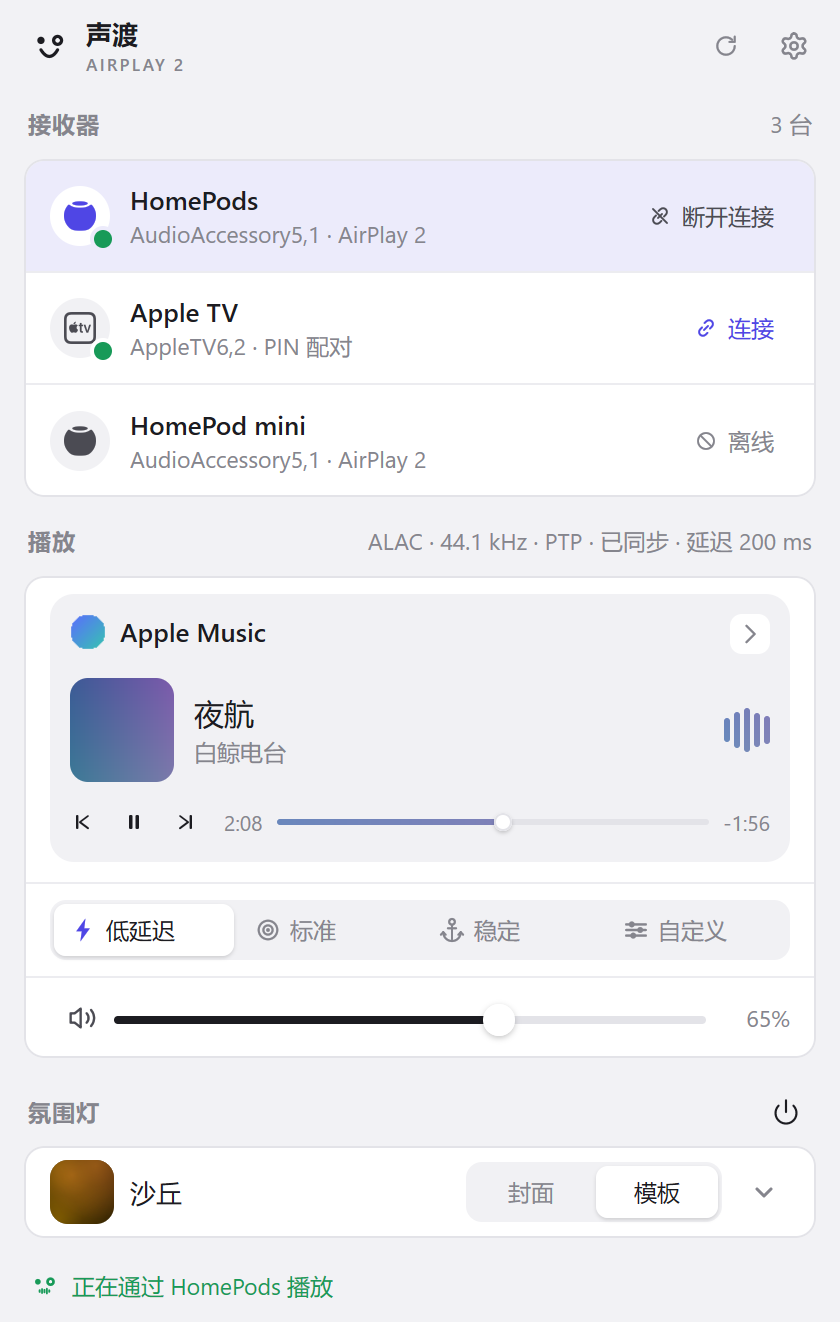 声渡
AIRPLAY 2
接收器 3 台
HomePods
AudioAccessory5,1 · AirPlay 2
断开连接
tv
Apple TV
AppleTV6,2 · PIN 配对
连接
HomePod mini
AudioAccessory5,1 · AirPlay 2
离线
播放 ALAC · 44.1 kHz · PTP · 已同步 · 延迟 200 ms
Apple Music
夜航
白鲸电台
2:08 -1:56
低延迟 标准 稳定 自定义
65%
氛围灯
沙丘 封面 模板
正在通过 HomePods 播放